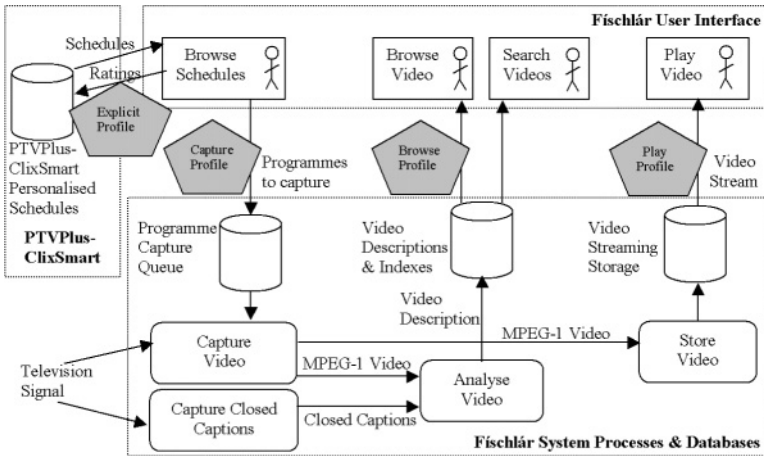 Físchlár User Interface
Schedules
Ratings
Browse
Schedules
Browse
Video
Search
Videos
Play
Video
Explicit
Profile
Capture
Profile
Browse
Profile
Play
Profile
PTVPlus-
ClixSmart
Personalised
Schedules
PTVPlus-
ClixSmart
Programmes
to capture
Video
Stream
Programme
Capture
Queue
Video
Descriptions
& Indexes
Video
Streaming
Storage
Video
Description
Television
Signal
Capture
Video
MPEG-1 Video
MPEG-1 Video
Store
Video
Analyse
Video
Capture Closed
Captions
Closed Captions
Físchlár System Processes & Databases